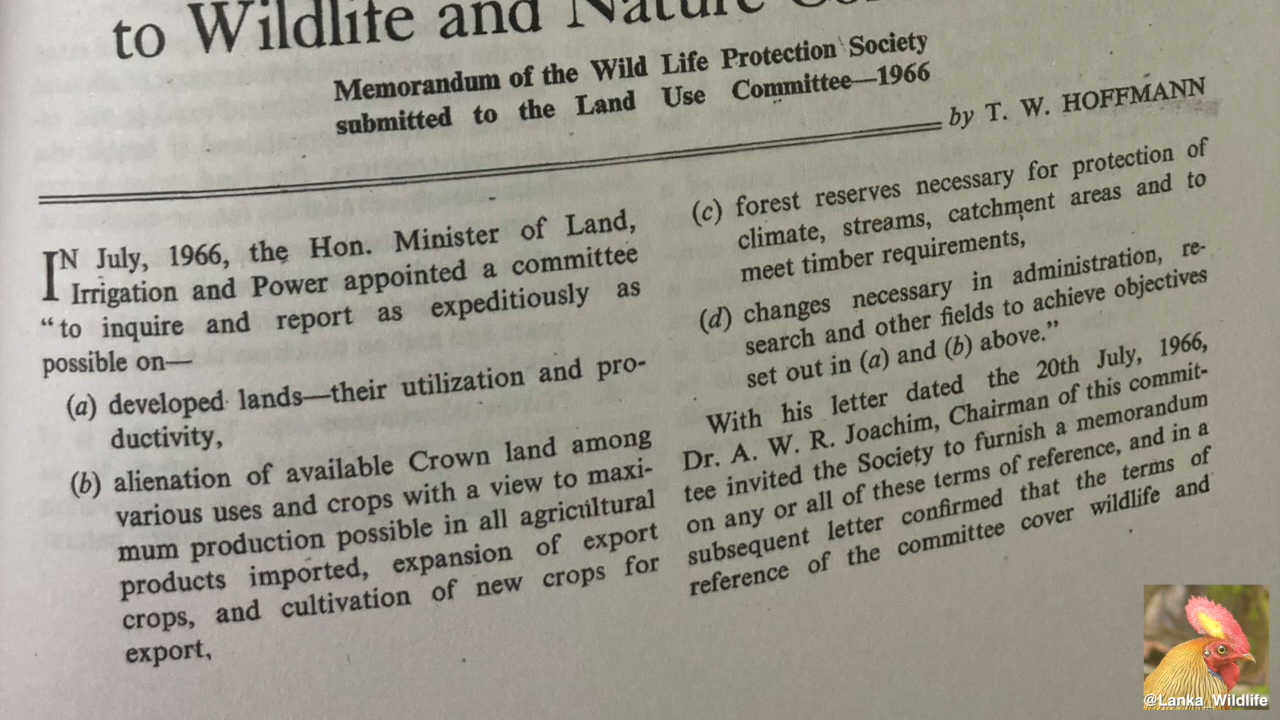 to Wildlife and Nature
Memorandum of the Wild Life Protection Society
submitted to the Land Use Committee—1966
by T. W. HOFFMANN
IN July, 1966, the Hon. Minister of Land,
Irrigation and Power appointed a committee
“to inquire and report as expeditiously as
possible on—
(a) developed lands—their utilization and pro-
ductivity,
(b) alienation of available Crown land among
various uses and crops with a view to maxi-
mum production possible in all agricultural
products imported, expansion of export
crops, and cultivation of new crops for
export,
(c) forest reserves necessary for protection of
climate, streams, catchment areas and to
meet timber requirements,
(d) changes necessary in administration, re-
search and other fields to achieve objectives
set out in (a) and (b) above.”
With his letter dated the 20th July, 1966,
Dr. A. W. R. Joachim, Chairman of this commit-
tee invited the Society to furnish a memorandum
on any or all of these terms of reference, and in a
subsequent letter confirmed that the terms of
reference of the committee cover wildlife and
@Lanka_Wildlife